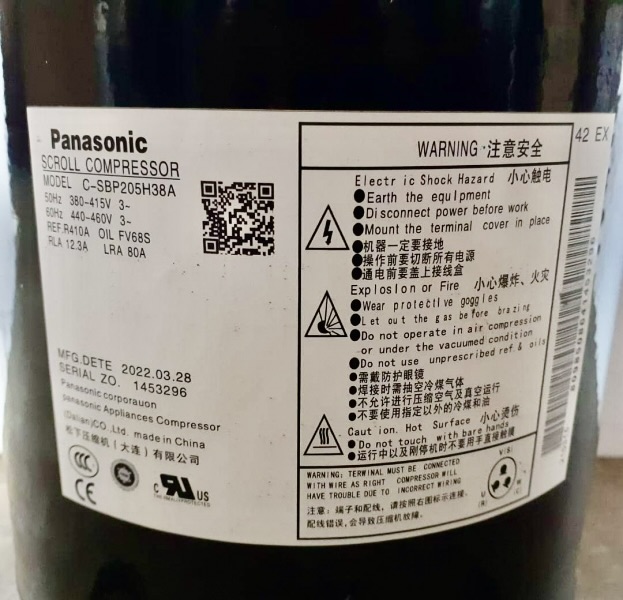 Panasonic
SCROLL COMPRESSOR
MODEL C-SBP205H38A
50Hz 380-415V 3~
60Hz 440-460V 3~
REF.R410A OIL FV68S
RLA 12.3A LRA 80A
MFG.DETE 2022.03.28
SERIAL ZO. 1453296
Panasonic corporauon
panasonic Appliances Compressor
(Dalian)CO.,Ltd. made in China
松下压缩机（大连）有限公司
CE
c RU US
42 EX
WARNING·注意安全
Electric Shock Hazard 小心触电
●Earth the equipment
●Disconnect power before work
●Mount the terminal cover in place
●机器一定要接地
●操作前要切断所有电源
●通电前要盖上接线盒
Explosion or Fire 小心爆炸、火灾
●Wear protective goggles
●Let out the gas before brazing
●Do not operate in air compression
or under the vacuumed condition
●Do not use unprescribed ref.& oils
●需戴防护眼镜
●焊接时需抽空冷煤气体
●不允许进行压缩空气及真空运行
●不要使用指定以外的冷煤和油
Caution. Hot Surface 小心烫伤
●Do not touch with bare hands
●运行中以及刚停机时不要用手直接触摸
WARNING: TERMINAL MUST BE CONNECTED
WITH WIRE AS RIGHT COMPRESSOR WILL
HAVE TROUBLE DUE TO INCORRECT WIRING
注意：端子和配线，请按照右图标示连接.
配线错误,会导致压缩机故障.
V(S)
U
(R)
W
(C)